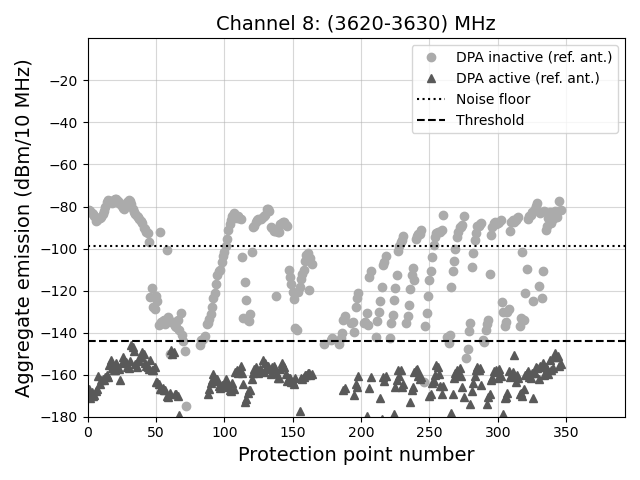 Channel 8: (3620-3630) MHz
DPA inactive (ref. ant.)
DPA active (ref. ant.)
Noise floor
Threshold
Aggregate emission (dBm/10 MHz)
−20
−40
−60
−80
−100
−120
−140
−160
−180
0 50 100 150 200 250 300 350
Protection point number